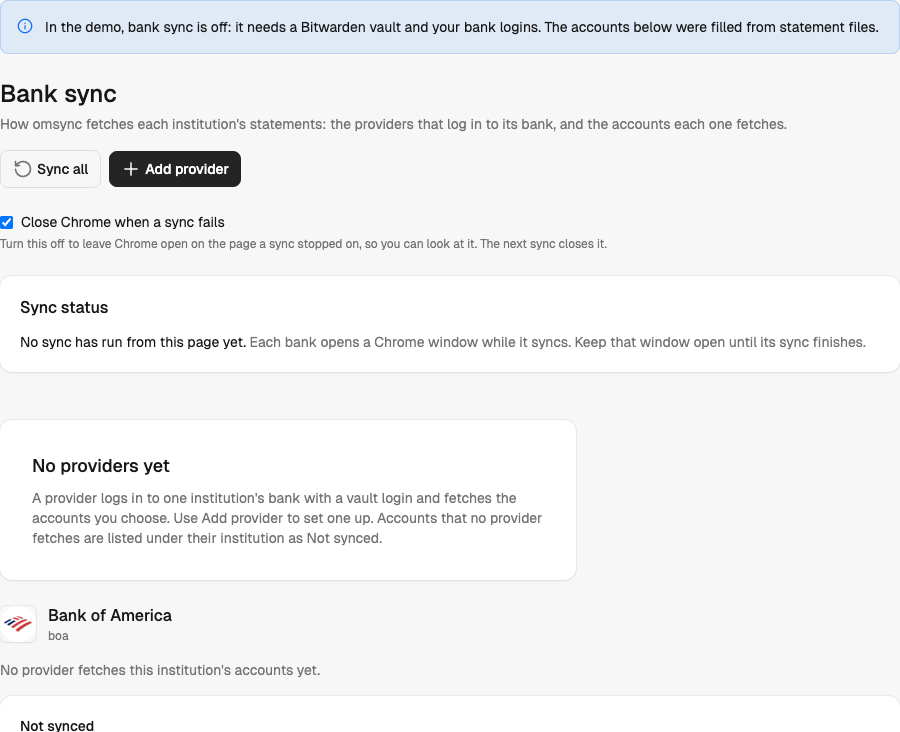 In the demo, bank sync is off: it needs a Bitwarden vault and your bank logins. The accounts below were filled from statement files.
Bank sync
How omsync fetches each institution's statements: the providers that log in to its bank, and the accounts each one fetches.
Sync all
Add provider
Close Chrome when a sync fails
Turn this off to leave Chrome open on the page a sync stopped on, so you can look at it. The next sync closes it.
Sync status
No sync has run from this page yet. Each bank opens a Chrome window while it syncs. Keep that window open until its sync finishes.
No providers yet
A provider logs in to one institution's bank with a vault login and fetches the
accounts you choose. Use Add provider to set one up. Accounts that no provider
fetches are listed under their institution as Not synced.
Bank of America
boa
No provider fetches this institution's accounts yet.
Not synced